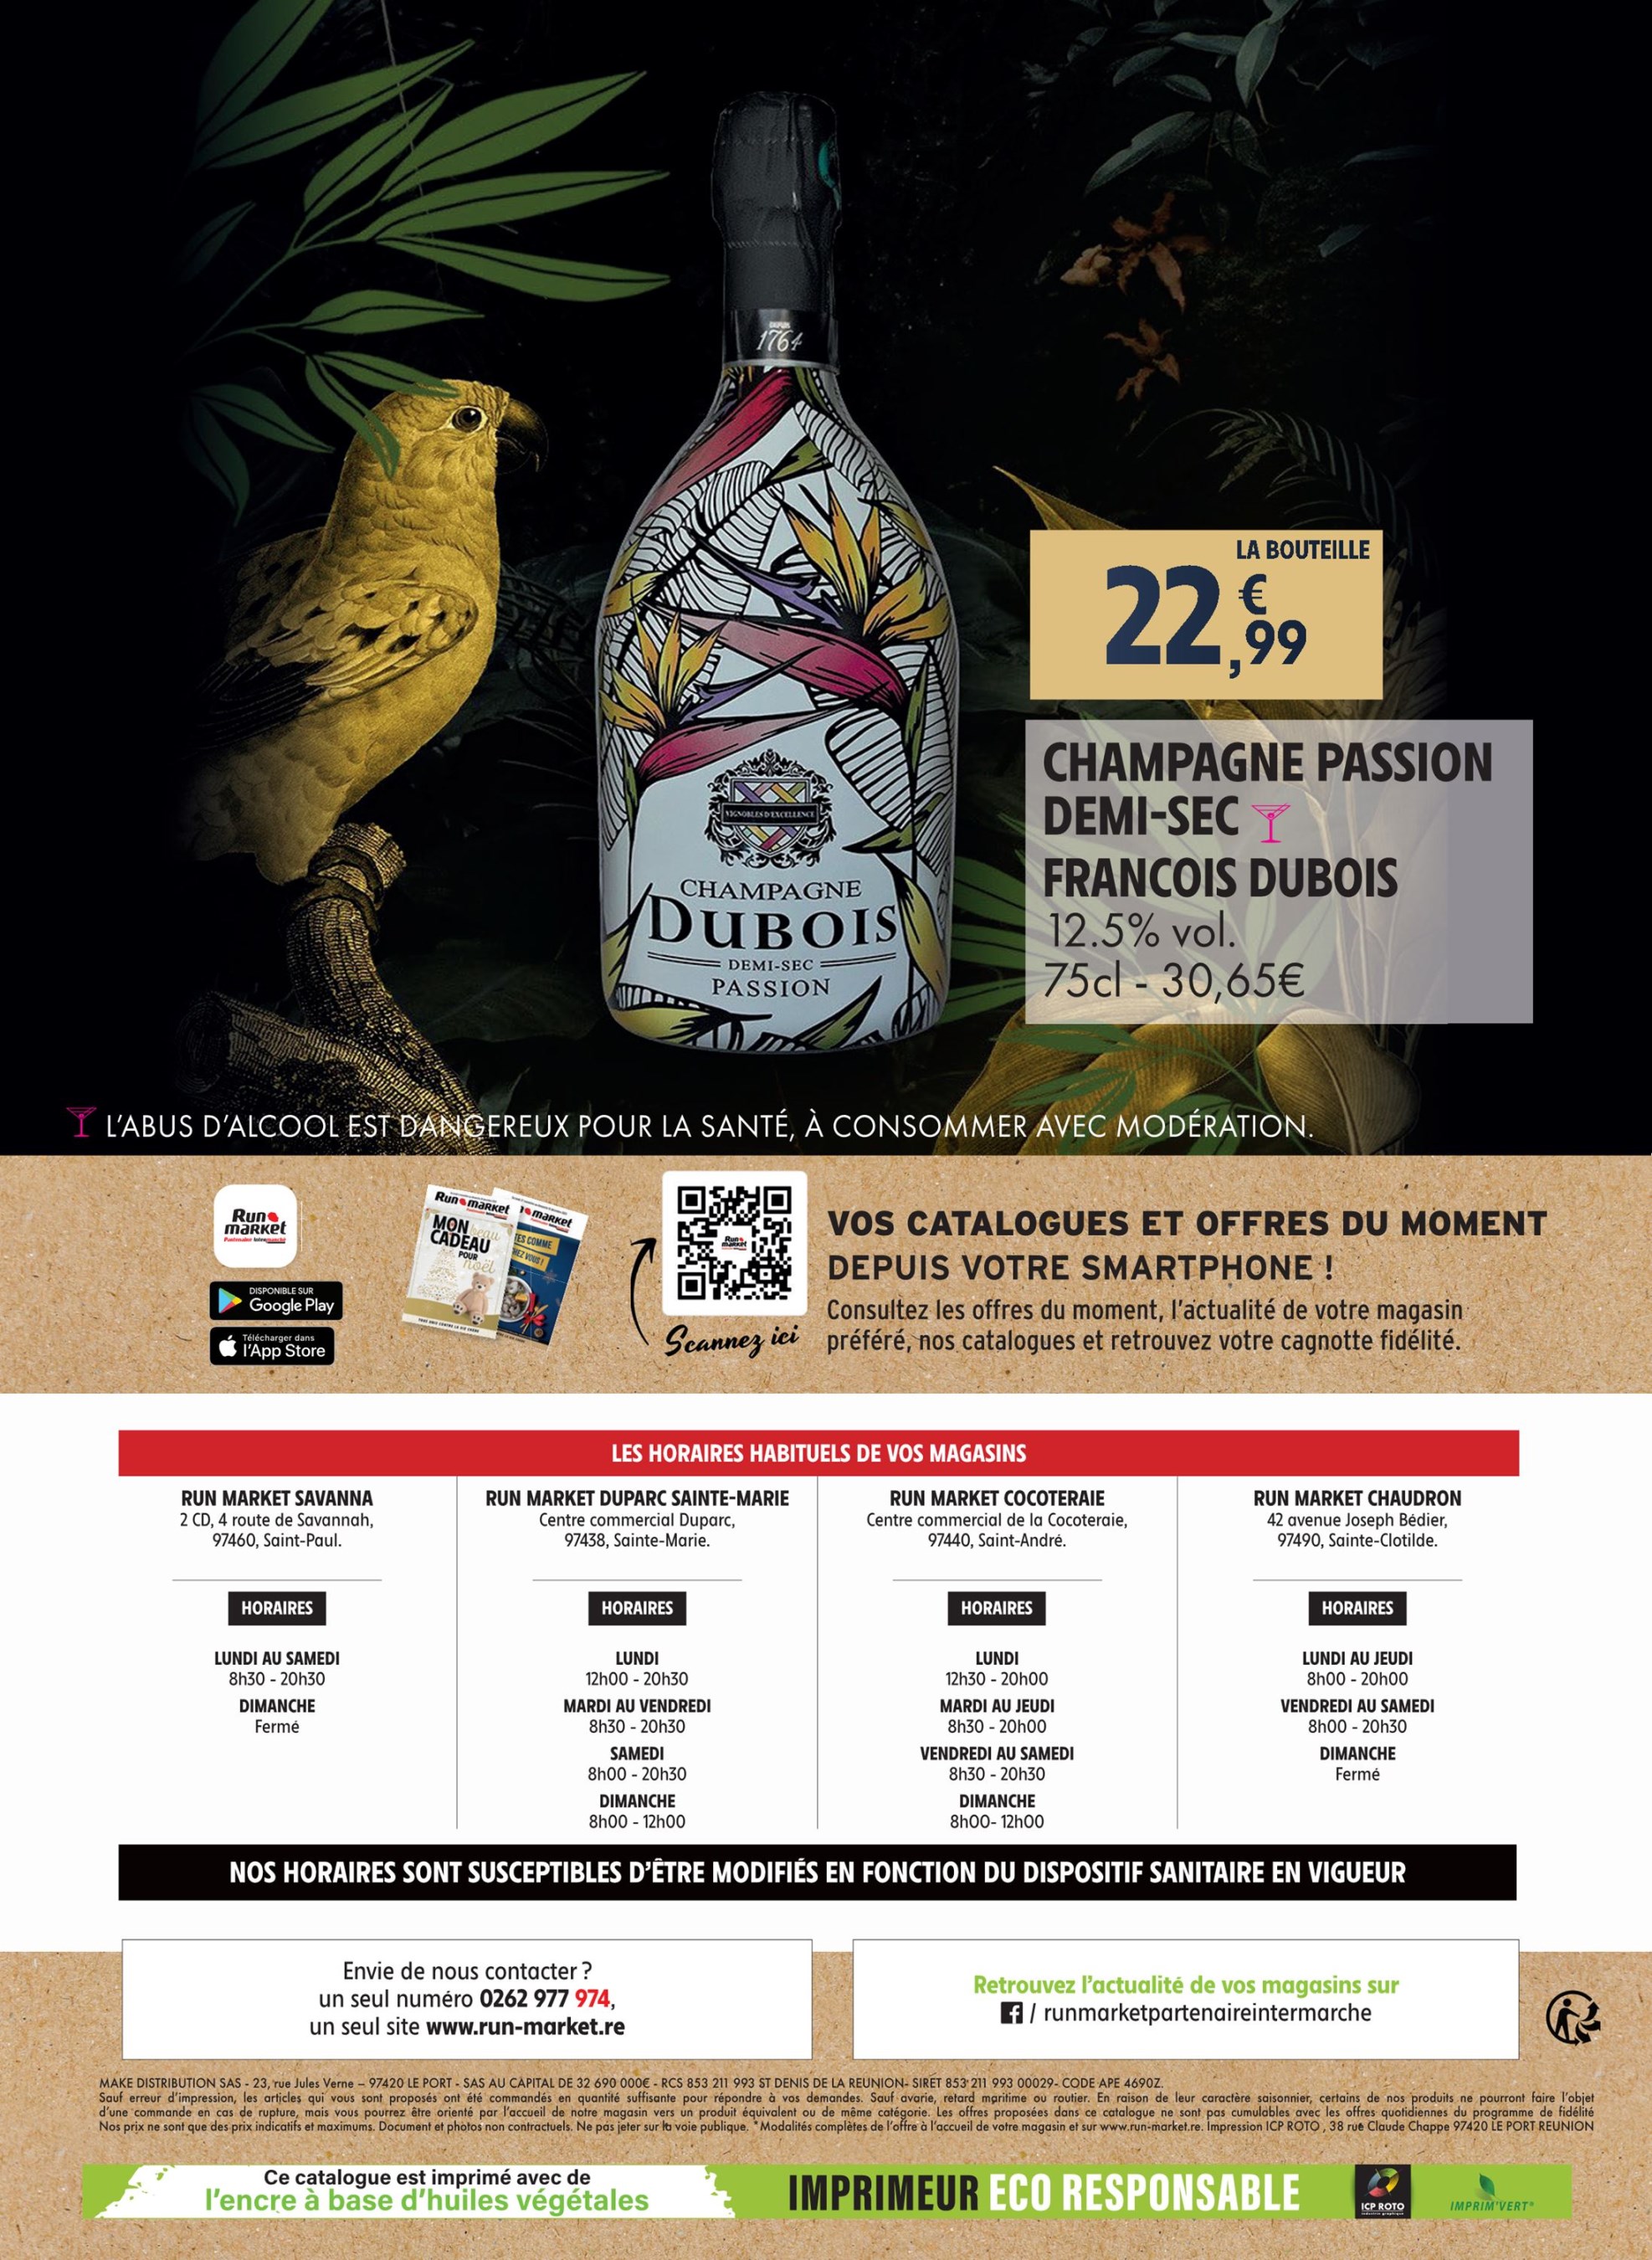 DEPUIS
1764
LA BOUTEILLE
22,€99
VIGNOBLES D'EXCELLENCE
CHAMPAGNE
DUBOIS
DEMI-SEC
PASSION
CHAMPAGNE PASSION
DEMI-SEC
FRANCOIS DUBOIS
12.5% vol.
75cl - 30,65€
L'ABUS D'ALCOOL EST DANGEREUX POUR LA SANTÉ, À CONSOMMER AVEC MODÉRATION.
Run market
Partenaire Intermarché
DISPONIBLE SUR
Google Play
Télécharger dans
l'App Store
Run market
MON
CADEAU
POUR
noël
Run market
Scannez ici
VOS CATALOGUES ET OFFRES DU MOMENT
DEPUIS VOTRE SMARTPHONE !
Consultez les offres du moment, l'actualité de votre magasin
préféré, nos catalogues et retrouvez votre cagnotte fidélité.
LES HORAIRES HABITUELS DE VOS MAGASINS
RUN MARKET SAVANNA
2 CD, 4 route de Savannah,
97460, Saint-Paul.
HORAIRES
LUNDI AU SAMEDI
8h30 - 20h30
DIMANCHE
Fermé
RUN MARKET DUPARC SAINTE-MARIE
Centre commercial Duparc,
97438, Sainte-Marie.
HORAIRES
LUNDI
12h00 - 20h30
MARDI AU VENDREDI
8h30 - 20h30
SAMEDI
8h00 - 20h30
DIMANCHE
8h00 - 12h00
RUN MARKET COCOTERAIE
Centre commercial de la Cocoteraie,
97440, Saint-André.
HORAIRES
LUNDI
12h30 - 20h00
MARDI AU JEUDI
8h30 - 20h00
VENDREDI AU SAMEDI
8h30 - 20h30
DIMANCHE
8h00- 12h00
RUN MARKET CHAUDRON
42 avenue Joseph Bédier,
97490, Sainte-Clotilde.
HORAIRES
LUNDI AU JEUDI
8h00 - 20h00
VENDREDI AU SAMEDI
8h00 - 20h30
DIMANCHE
Fermé
NOS HORAIRES SONT SUSCEPTIBLES D'ÊTRE MODIFIÉS EN FONCTION DU DISPOSITIF SANITAIRE EN VIGUEUR
Envie de nous contacter ?
un seul numéro 0262 977 974,
un seul site www.run-market.re
Retrouvez l'actualité de vos magasins sur
/ runmarketpartenaireintermarche
MAKE DISTRIBUTION SAS - 23, rue Jules Verne – 97420 LE PORT - SAS AU CAPITAL DE 32 690 000€ - RCS 853 211 993 ST DENIS DE LA REUNION- SIRET 853 211 993 00029- CODE APE 4690Z.
Sauf erreur d'impression, les articles qui vous sont proposés ont été commandés en quantité suffisante pour répondre à vos demandes. Sauf avarie, retard maritime ou routier. En raison de leur caractère saisonnier, certains de nos produits ne pourront faire l'objet
d'une commande en cas de rupture, mais vous pourrez être orienté par l'accueil de notre magasin vers un produit équivalent ou de même catégorie. Les offres proposées dans ce catalogue ne sont pas cumulables avec les offres quotidiennes du programme de fidélité
Nos prix ne sont que des prix indicatifs et maximums. Document et photos non contractuels. Ne pas jeter sur la voie publique. *Modalités complètes de l'offre à l'accueil de votre magasin et sur www.run-market.re. Impression ICP ROTO , 38 rue Claude Chappe 97420 LE PORT REUNION
Ce catalogue est imprimé avec de
l'encre à base d'huiles végétales
IMPRIMEUR ECO RESPONSABLE
ICP ROTO
IMPRIM'VERT®